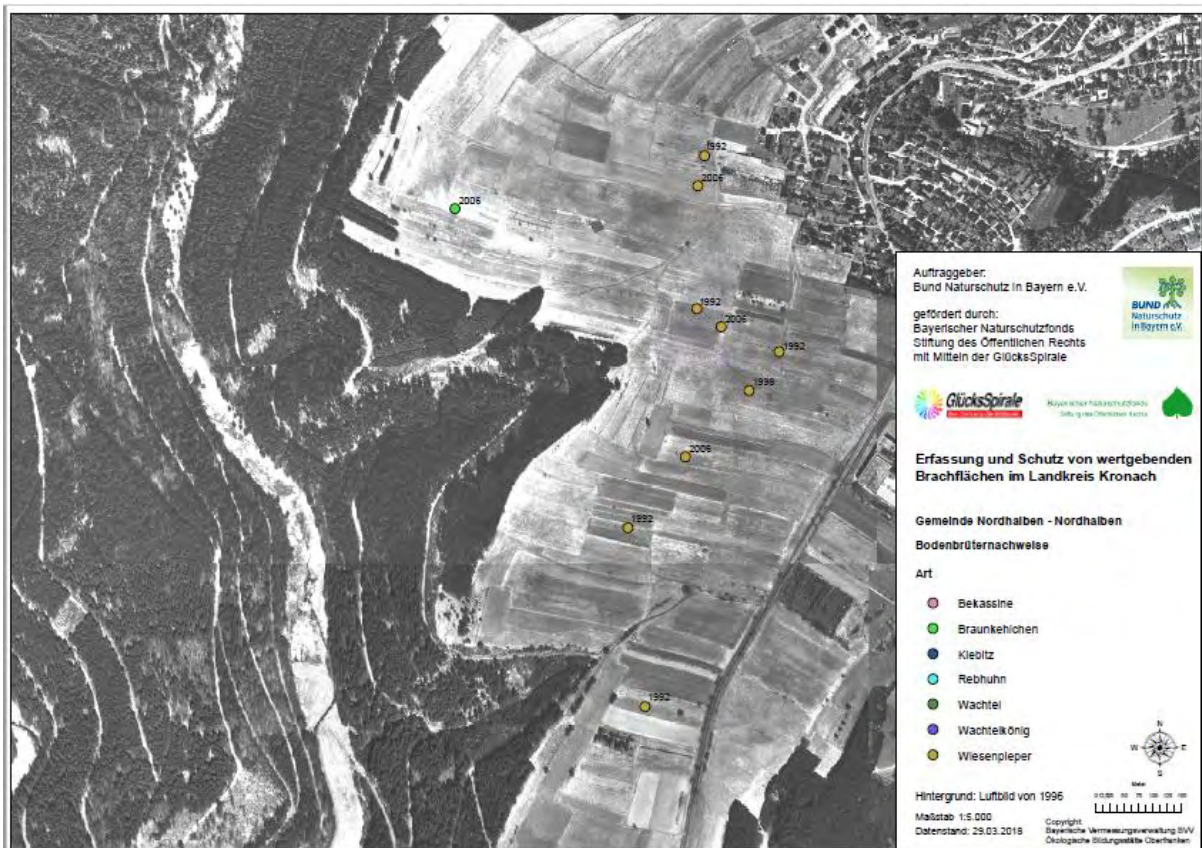 1992
2006
2006
1992
2006
1992
1998
2006
1992
1992
Auftraggeber:
Bund Naturschutz in Bayern e.V.
BUND
Naturschutz
in Bayern e.V.
gefördert durch:
Bayerischer Naturschutzfonds
Stiftung des Öffentlichen Rechts
mit Mitteln der GlücksSpirale
GlücksSpirale
Bayerischer Naturschutzfonds
Stiftung des Öffentlichen Rechts
Erfassung und Schutz von wertgebenden
Brachflächen im Landkreis Kronach
Gemeinde Nordhalben - Nordhalben
Bodenbrüternachweise
Art
Bekassine
Braunkehlchen
Kiebitz
Rebhuhn
Wachtel
Wachtelkönig
Wiesenpieper
N
W
E
S
Meter
Hintergrund: Luftbild von 1996
Maßstab 1:5.000
Datenstand: 29.03.2018
Copyright:
Bayerische Vermessungsverwaltung BVV
Ökologische Bildungsstätte Oberfranken